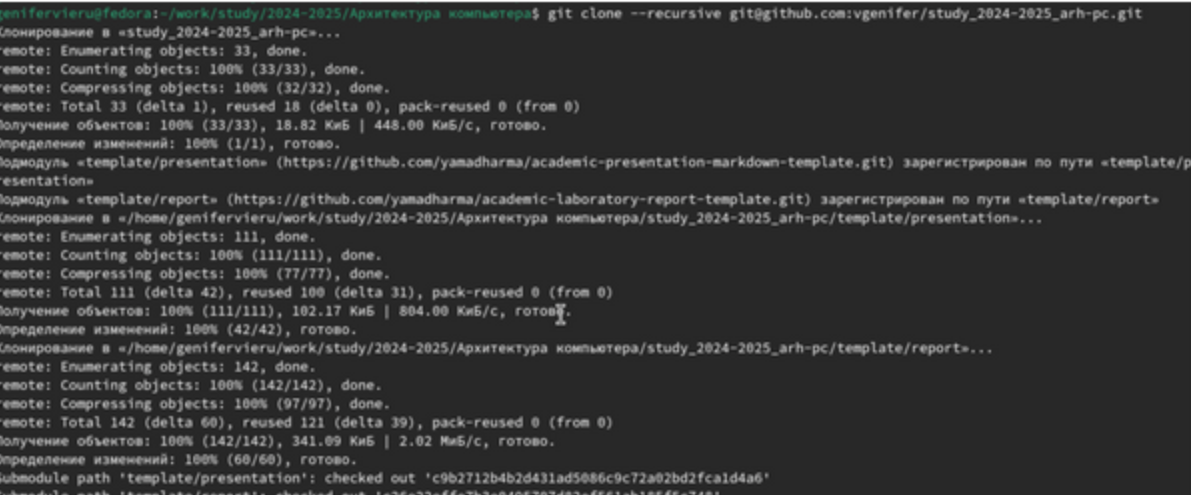 genifervieru@fedora:~/work/study/2024-2025/Архитектура компьютера$ git clone --recursive git@github.com:vgenifer/study_2024-2025_arh-pc.git
Клонирование в «study_2024-2025_arh-pc»...
remote: Enumerating objects: 33, done.
remote: Counting objects: 100% (33/33), done.
remote: Compressing objects: 100% (32/32), done.
remote: Total 33 (delta 1), reused 18 (delta 0), pack-reused 0 (from 0)
Получение объектов: 100% (33/33), 18.82 КиБ | 448.00 КиБ/с, готово.
Определение изменений: 100% (1/1), готово.
Подмодуль «template/presentation» (https://github.com/yamadharma/academic-presentation-markdown-template.git) зарегистрирован по пути «template/p
resentation»
Подмодуль «template/report» (https://github.com/yamadharma/academic-laboratory-report-template.git) зарегистрирован по пути «template/report»
Клонирование в «/home/genifervieru/work/study/2024-2025/Архитектура компьютера/study_2024-2025_arh-pc/template/presentation»...
remote: Enumerating objects: 111, done.
remote: Counting objects: 100% (111/111), done.
remote: Compressing objects: 100% (77/77), done.
remote: Total 111 (delta 42), reused 100 (delta 31), pack-reused 0 (from 0)
Получение объектов: 100% (111/111), 102.17 КиБ | 804.00 КиБ/с, готово.
Определение изменений: 100% (42/42), готово.
Клонирование в «/home/genifervieru/work/study/2024-2025/Архитектура компьютера/study_2024-2025_arh-pc/template/report»...
remote: Enumerating objects: 142, done.
remote: Counting objects: 100% (142/142), done.
remote: Compressing objects: 100% (97/97), done.
remote: Total 142 (delta 60), reused 121 (delta 39), pack-reused 0 (from 0)
Получение объектов: 100% (142/142), 341.09 КиБ | 2.02 МиБ/с, готово.
Определение изменений: 100% (60/60), готово.
Submodule path 'template/presentation': checked out 'c9b2712b4b2d431ad5086c9c72a02bd2fca1d4a6'